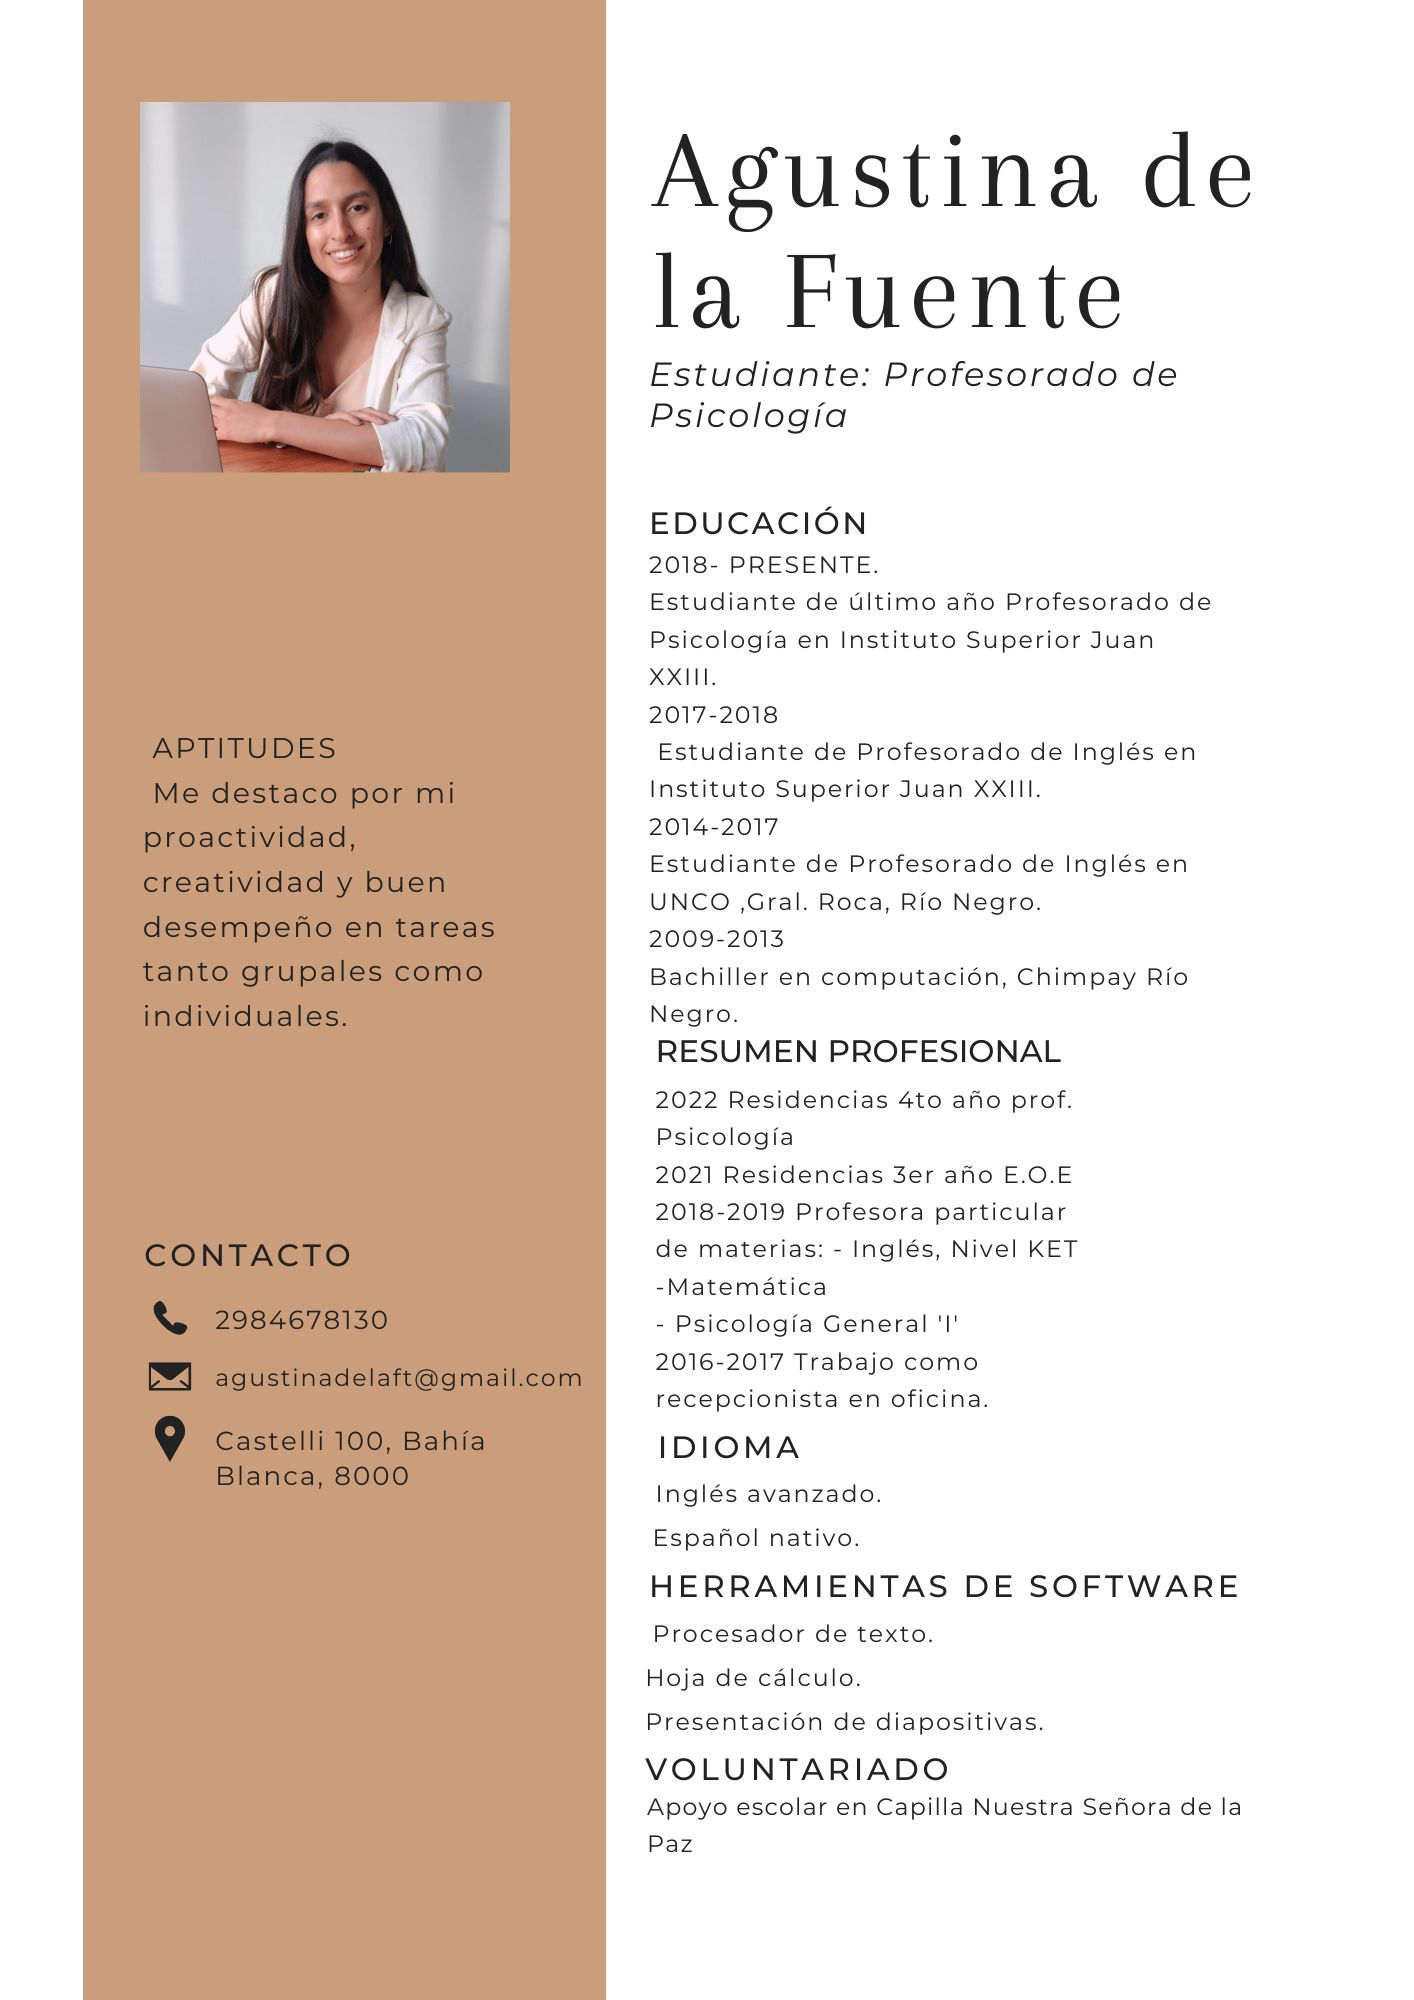 Agustina de
la Fuente
Estudiante: Profesorado de
Psicología
EDUCACIÓN
2018- PRESENTE.
Estudiante de último año Profesorado de
Psicología en Instituto Superior Juan
XXIII.
2017-2018
Estudiante de Profesorado de Inglés en
Instituto Superior Juan XXIII.
2014-2017
Estudiante de Profesorado de Inglés en
UNCO ,Gral. Roca, Río Negro.
2009-2013
Bachiller en computación, Chimpay Río
Negro.
RESUMEN PROFESIONAL
2022 Residencias 4to año prof.
Psicología
2021 Residencias 3er año E.O.E
2018-2019 Profesora particular
de materias: - Inglés, Nivel KET
-Matemática
- Psicología General 'I'
2016-2017 Trabajo como
recepcionista en oficina.
IDIOMA
Inglés avanzado.
Español nativo.
HERRAMIENTAS DE SOFTWARE
Procesador de texto.
Hoja de cálculo.
Presentación de diapositivas.
VOLUNTARIADO
Apoyo escolar en Capilla Nuestra Señora de la
Paz
APTITUDES
Me destaco por mi
proactividad,
creatividad y buen
desempeño en tareas
tanto grupales como
individuales.
CONTACTO
2984678130
agustinadelaft@gmail.com
Castelli 100, Bahía
Blanca, 8000